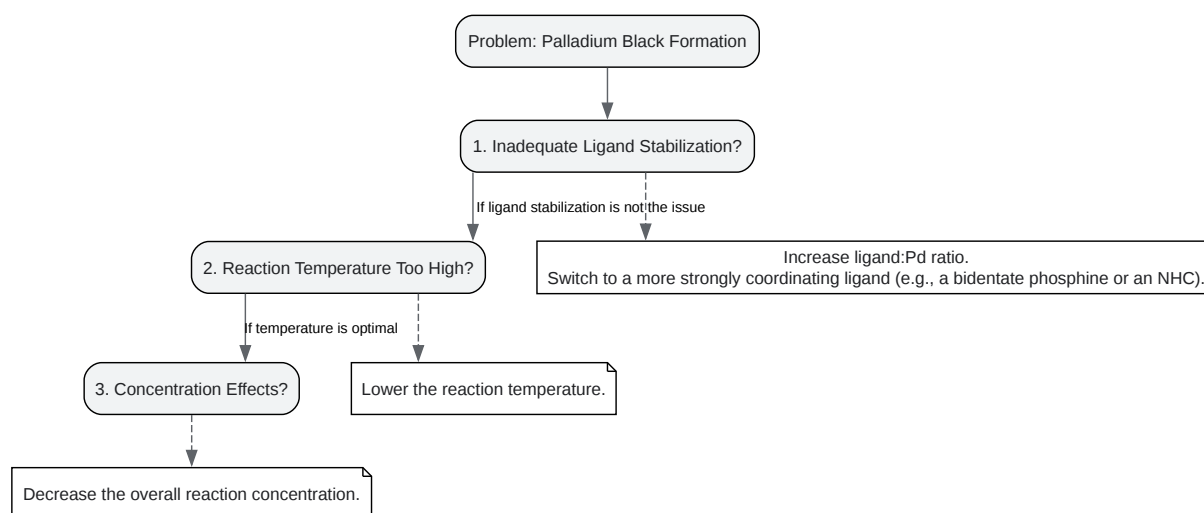 Problem: Palladium Black Formation
1. Inadequate Ligand Stabilization?
If ligand stabilization is not the issue
2. Reaction Temperature Too High?
Increase ligand:Pd ratio.
Switch to a more strongly coordinating ligand (e.g., a bidentate phosphine or an NHC).
If temperature is optimal
3. Concentration Effects?
Lower the reaction temperature.
Decrease the overall reaction concentration.